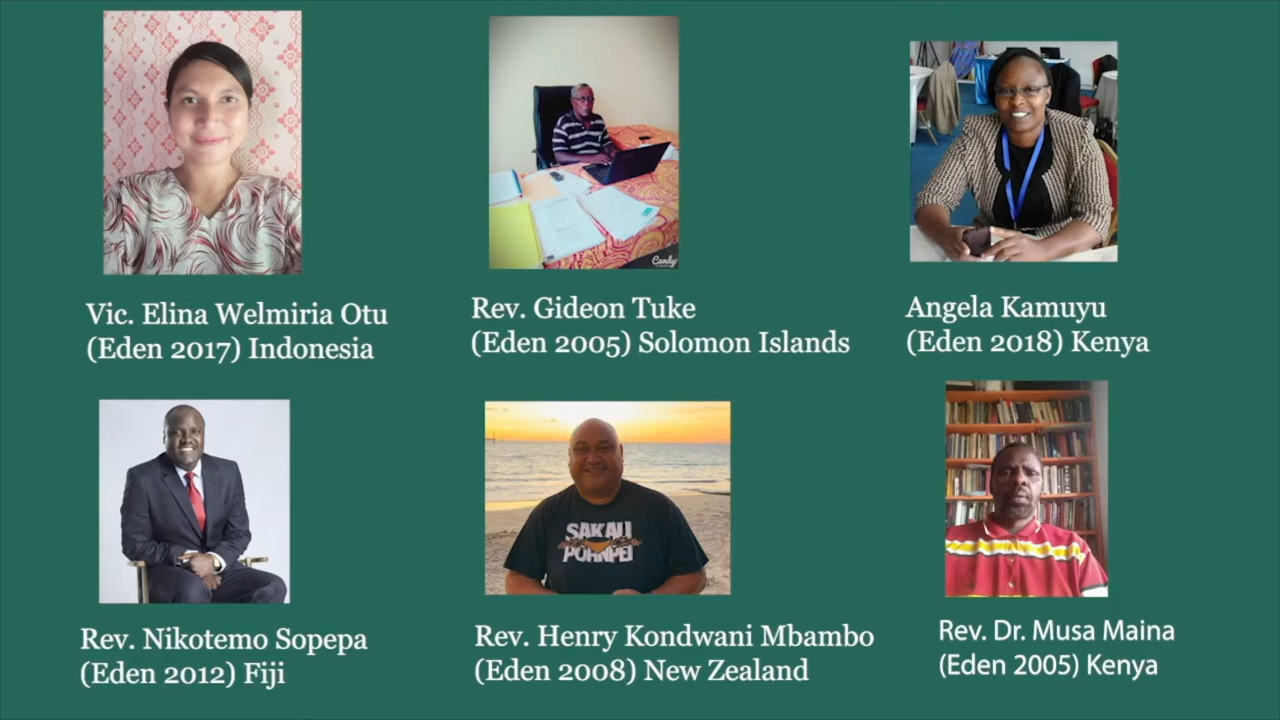 Candy
Vic. Elina Welmiria Otu
(Eden 2017) Indonesia
Rev. Gideon Tuke
(Eden 2005) Solomon Islands
Angela Kamuyu
(Eden 2018) Kenya
SAKAU
POHNPEI
Rev. Nikotemo Sopepa
(Eden 2012) Fiji
Rev. Henry Kondwani Mbambo
(Eden 2008) New Zealand
Rev. Dr. Musa Maina
(Eden 2005) Kenya